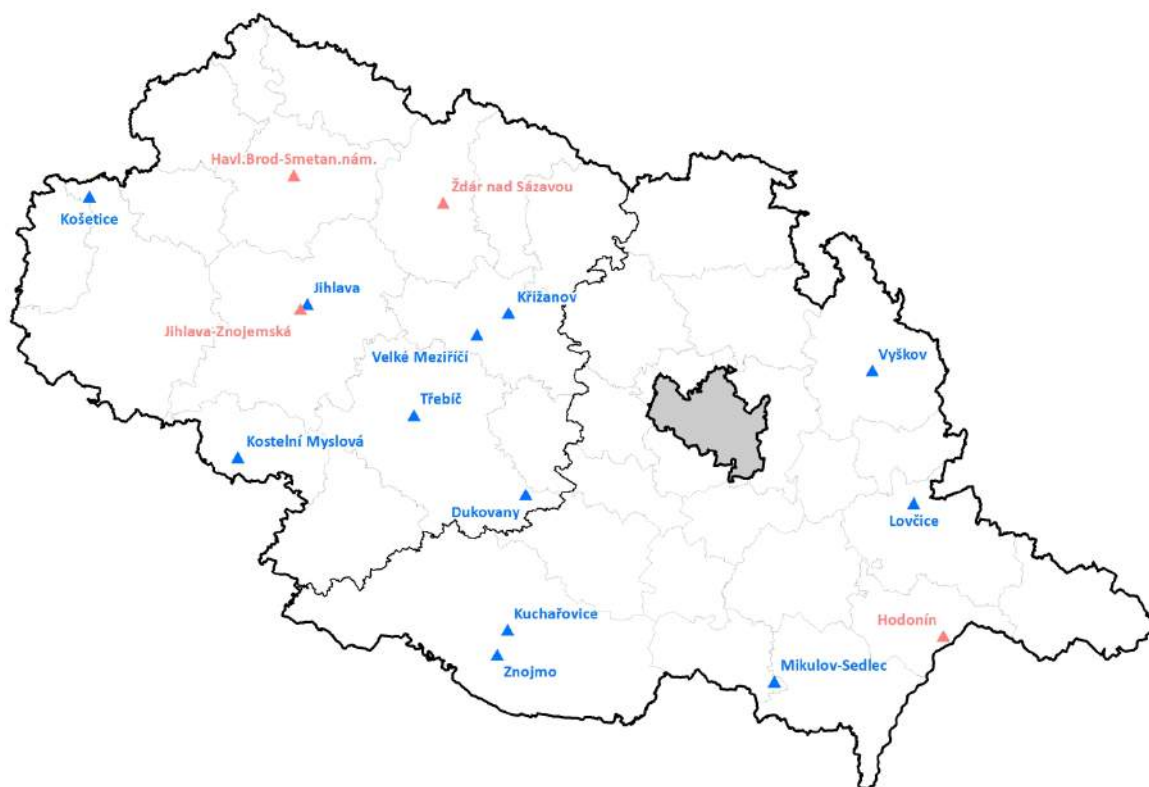 Havl.Brod-Smetan.nám.
Ždár nad Sázavou
Košetice
Jihlava
Křižanov
Jihlava-Znojemská
Velké Meziříčí
Vyškov
Třebíč
Kostelní Myslová
Dukovany
Lovčice
Kuchařovice
Hodonín
Znojmo
Mikulov-Sedlec